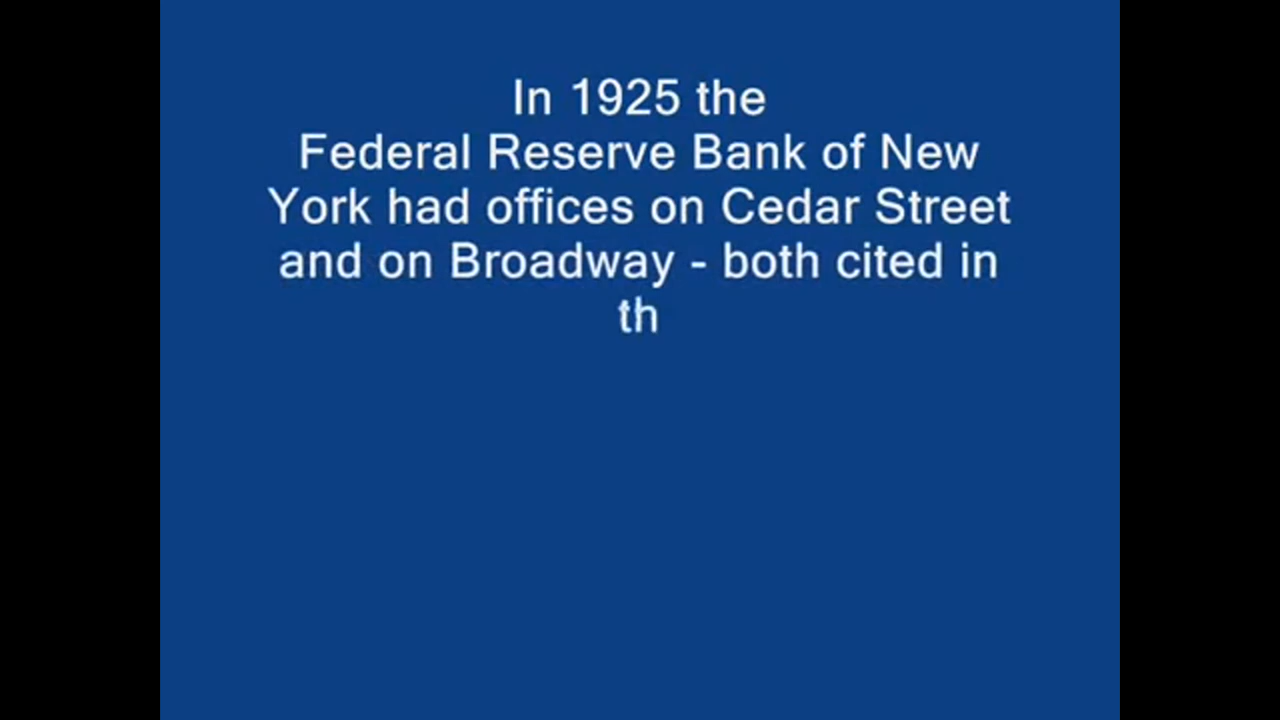 In 1925 the
Federal Reserve Bank of New
York had offices on Cedar Street
and on Broadway - both cited in
th